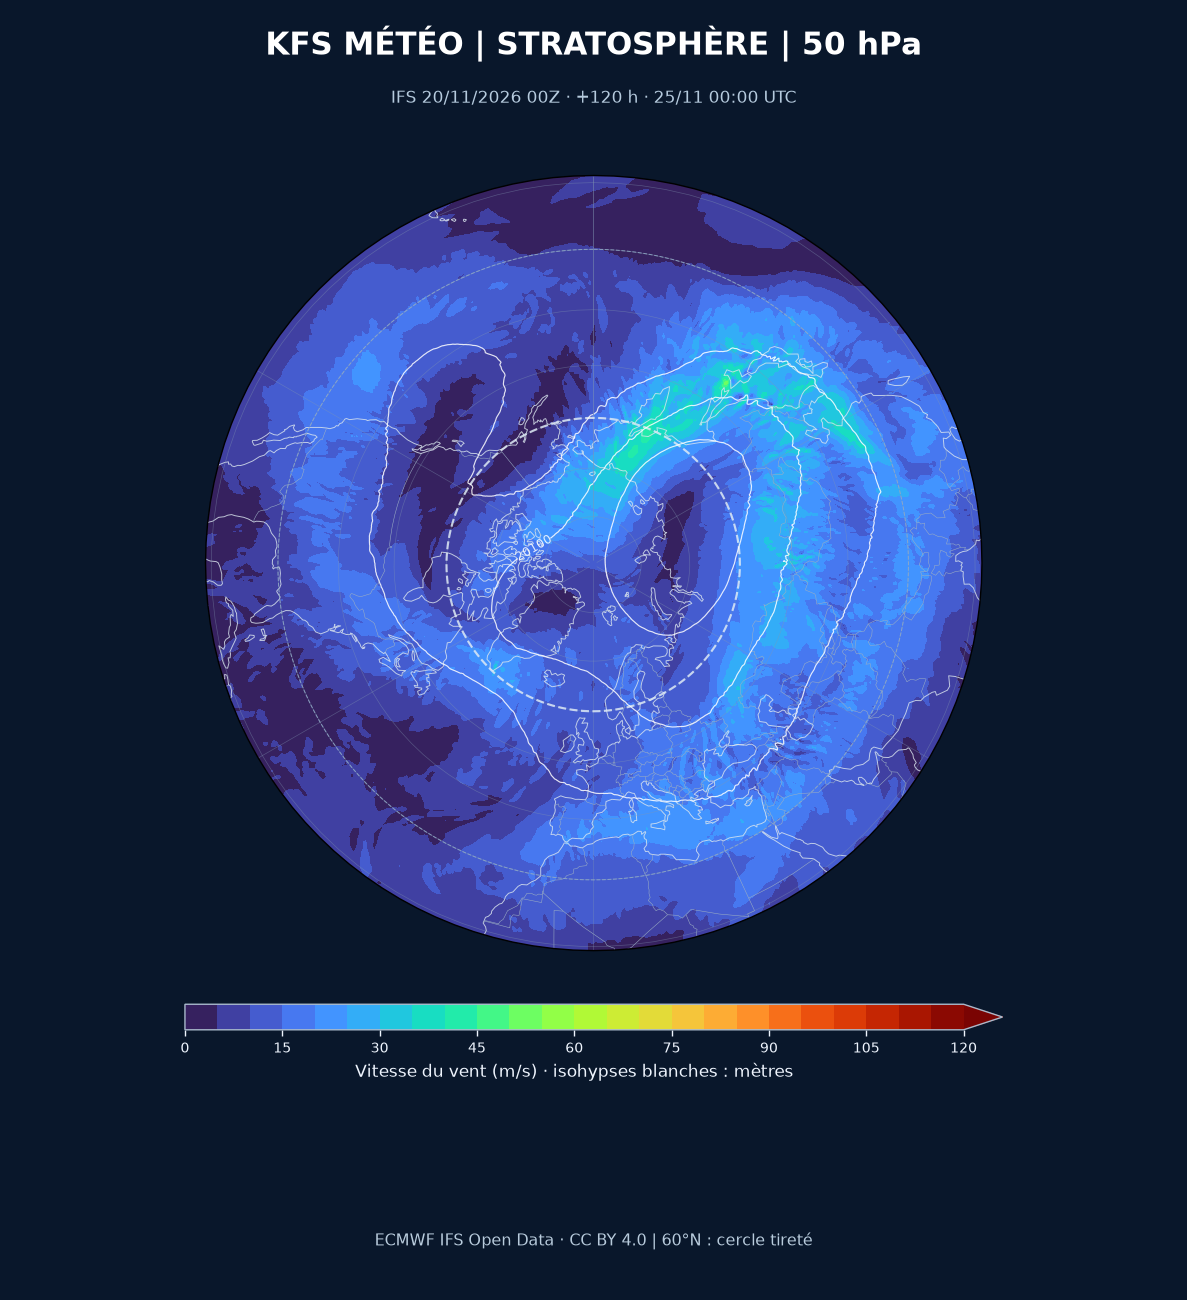 KFS MÉTÉO | STRATOSPHÈRE | 50 hPa
IFS 20/11/2026 00Z · +120 h · 25/11 00:00 UTC
0 15 30 45 60 75 90 105 120
Vitesse du vent (m/s) · isohypses blanches : mètres
ECMWF IFS Open Data · CC BY 4.0 | 60°N : cercle tireté